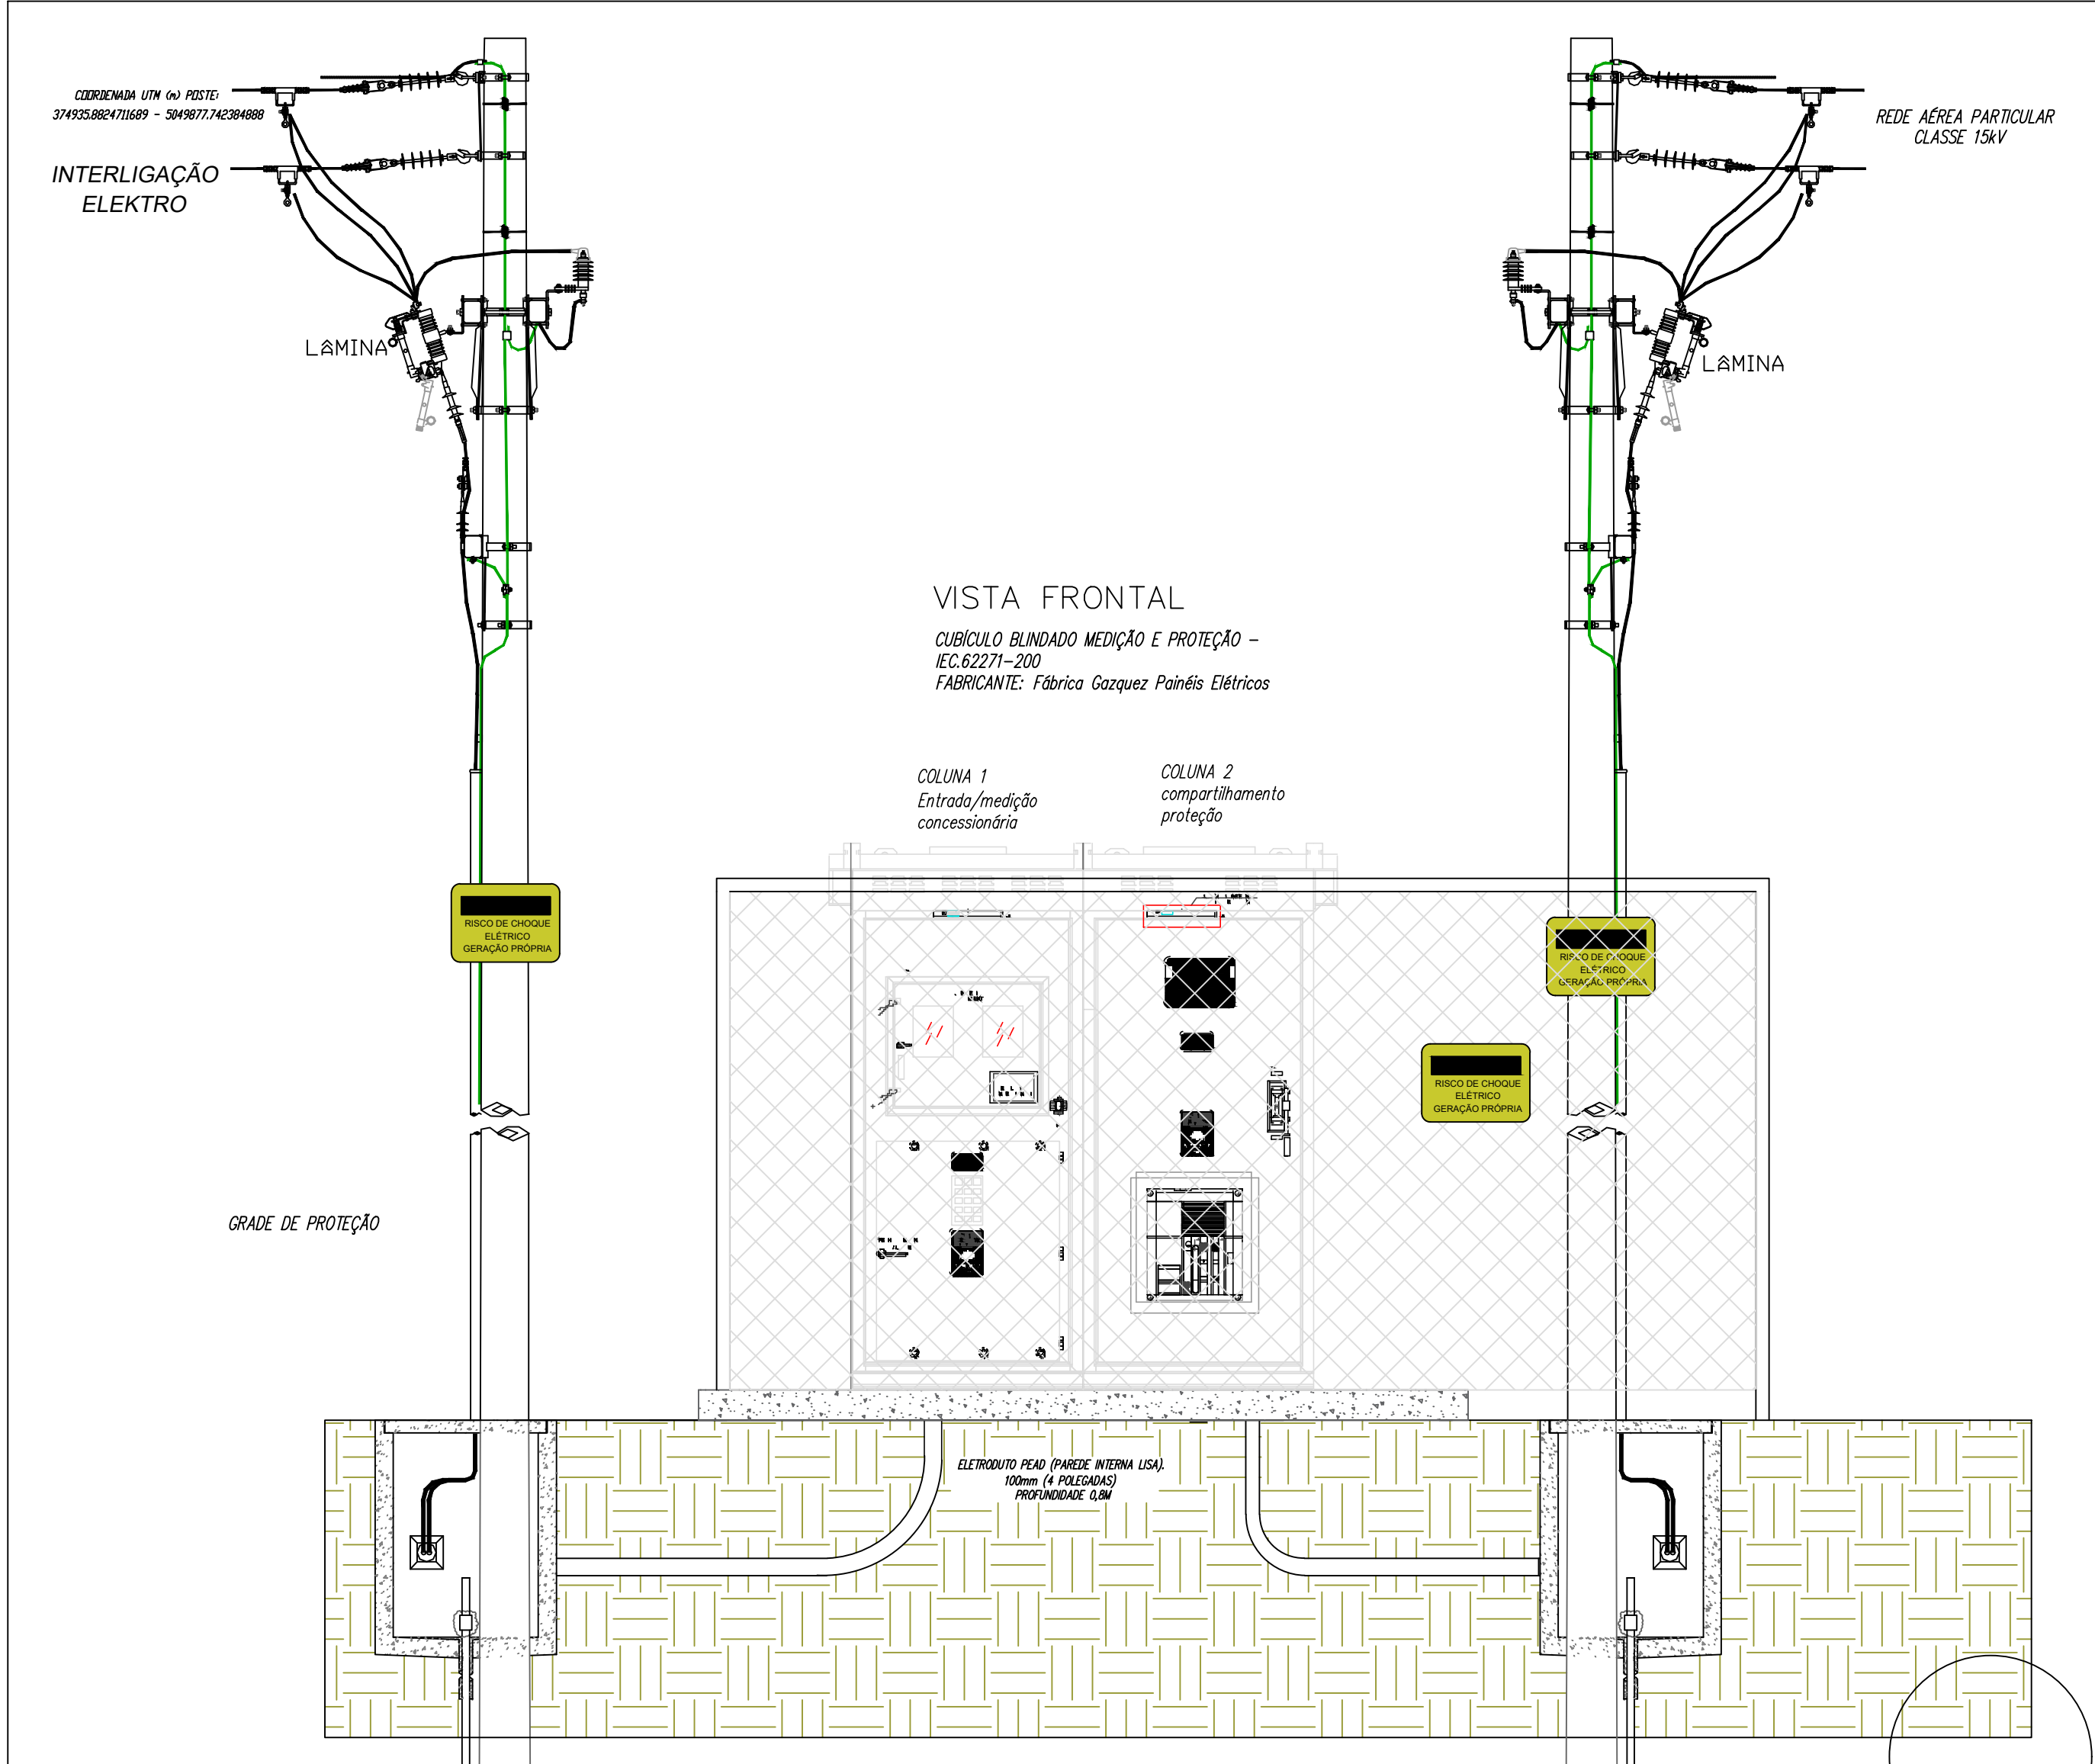 COORDENADA UTM (m) POSTE:
374935.8824711689 - 5049877.742384888
INTERLIGAÇÃO
ELEKTRO
REDE AÉREA PARTICULAR
CLASSE 15kV
LÂMINA
LÂMINA
VISTA FRONTAL
CUBÍCULO BLINDADO MEDIÇÃO E PROTEÇÃO -
IEC.62271-200
FABRICANTE: Fábrica Gazquez Painéis Elétricos
COLUNA 1
Entrada/medição
concessionária
COLUNA 2
compartilhamento
proteção
RISCO DE CHOQUE
ELÉTRICO
GERAÇÃO PRÓPRIA
RISCO DE CHOQUE
ELÉTRICO
GERAÇÃO PRÓPRIA
RISCO DE CHOQUE
ELÉTRICO
GERAÇÃO PRÓPRIA
GRADE DE PROTEÇÃO
ELETRODUTO PEAD (PAREDE INTERNA LISA).
100mm (4 POLEGADAS)
PROFUNDIDADE 0,8M